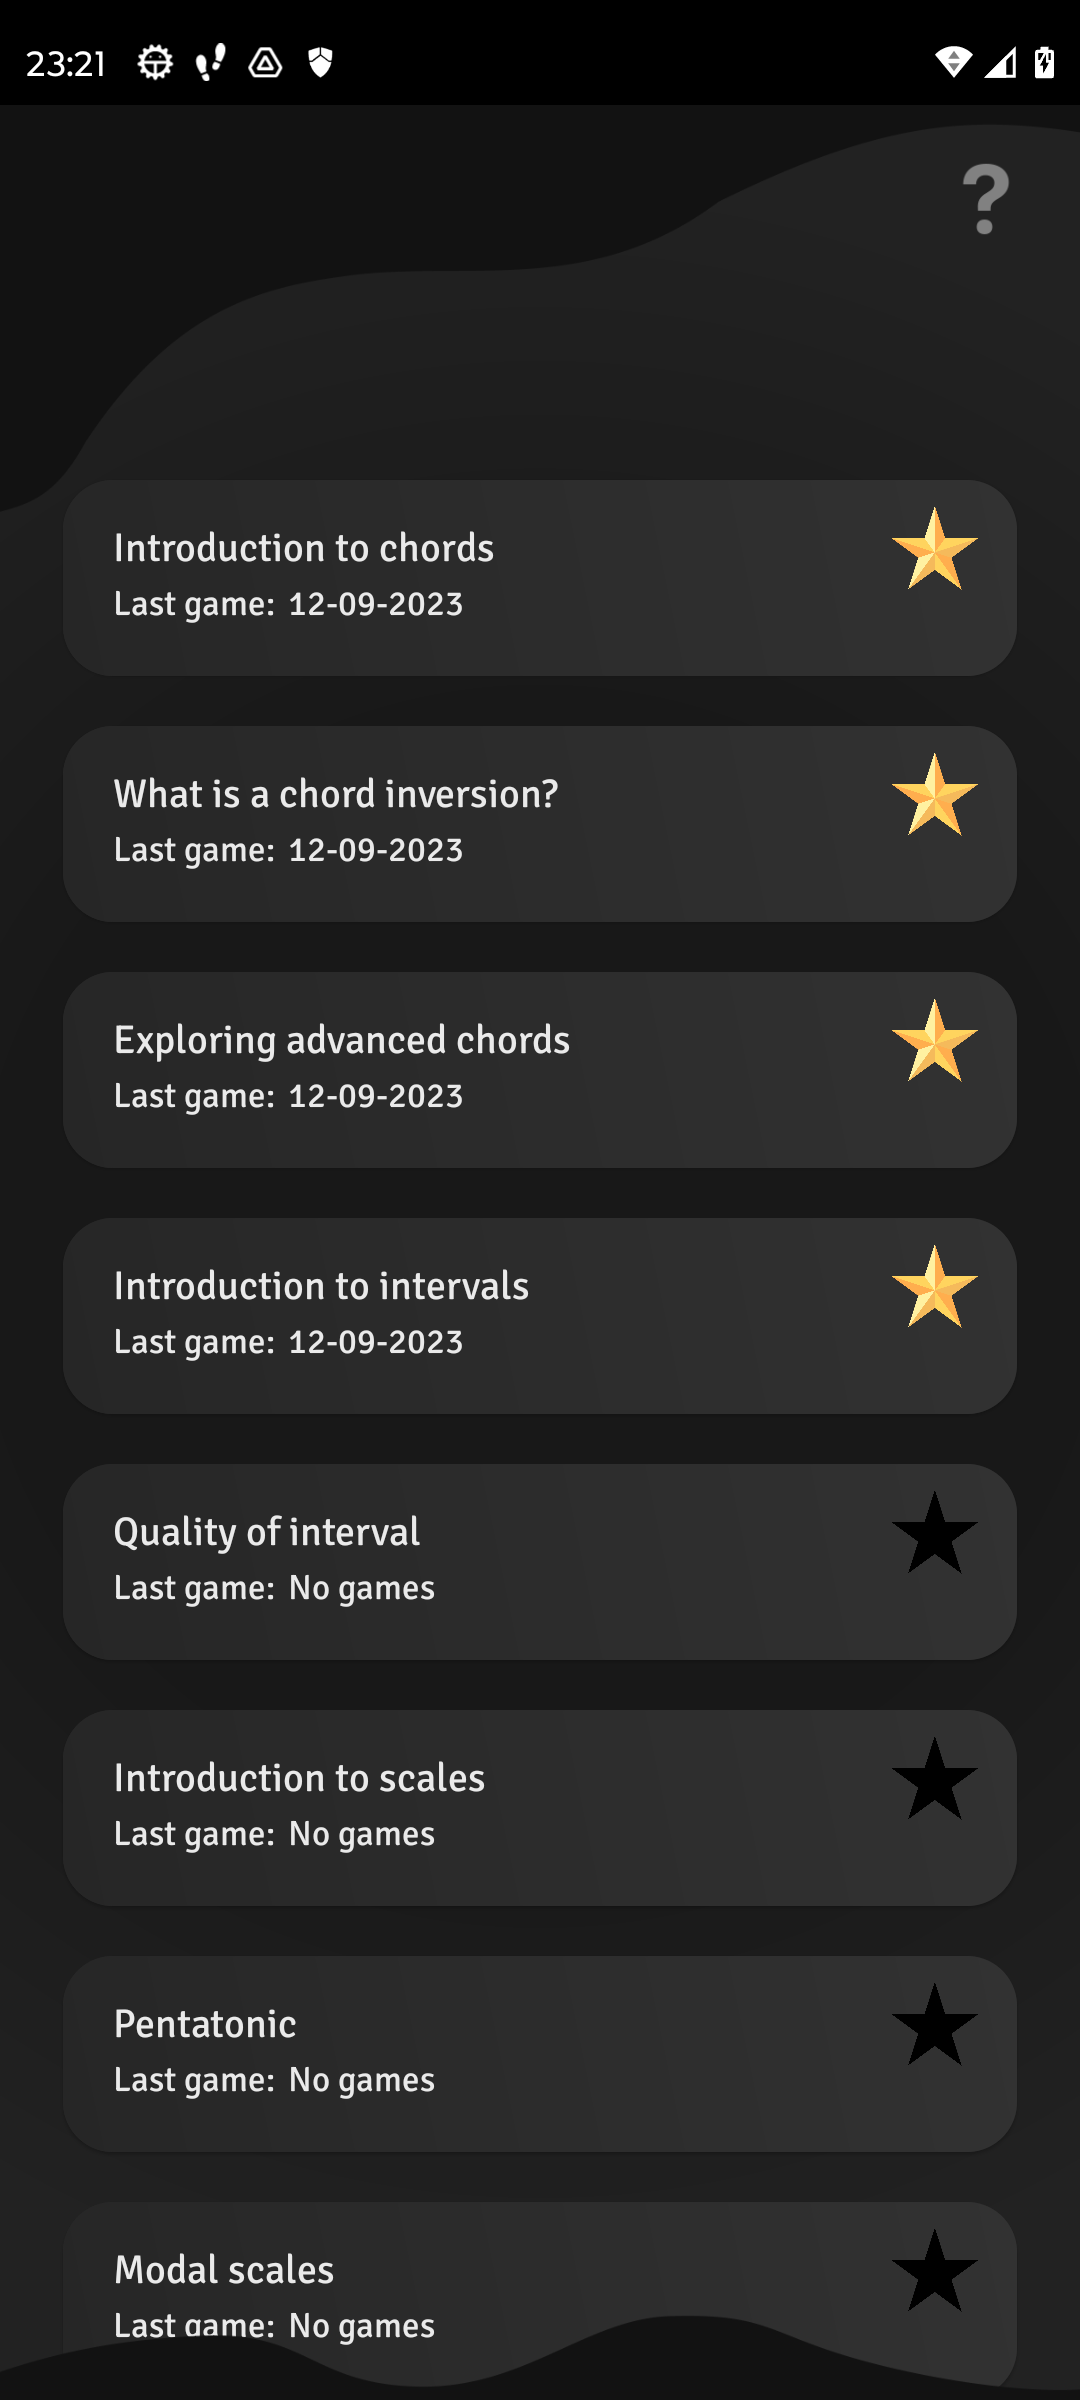 23:21
?
Introduction to chords
Last game: 12-09-2023
What is a chord inversion?
Last game: 12-09-2023
Exploring advanced chords
Last game: 12-09-2023
Introduction to intervals
Last game: 12-09-2023
Quality of interval
Last game: No games
Introduction to scales
Last game: No games
Pentatonic
Last game: No games
Modal scales
Last game: No games